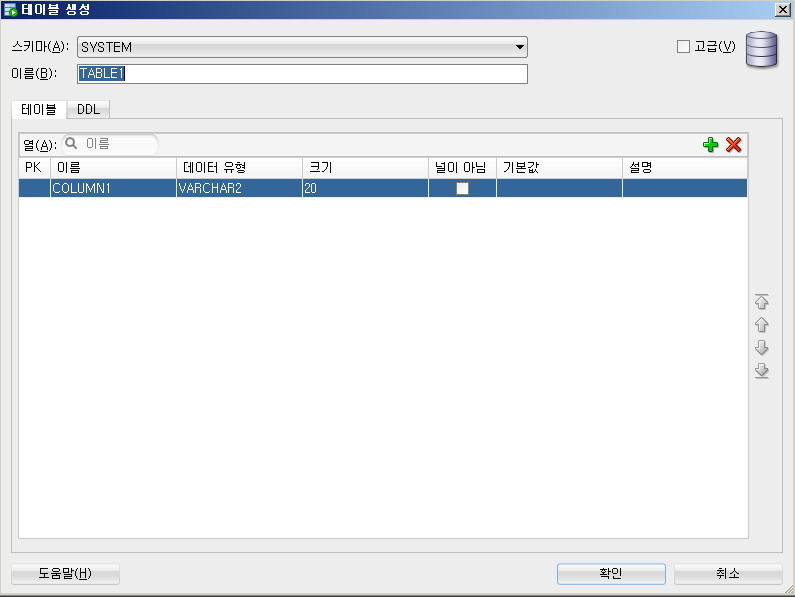 테이블 생성
스키마(A): SYSTEM
고급(V)
이름(B): TABLE1
테이블 DDL
열(A): 이름
PK 이름 데이터 유형 크기 널이 아님 기본값 설명
COLUMN1 VARCHAR2 20
도움말(H) 확인 취소